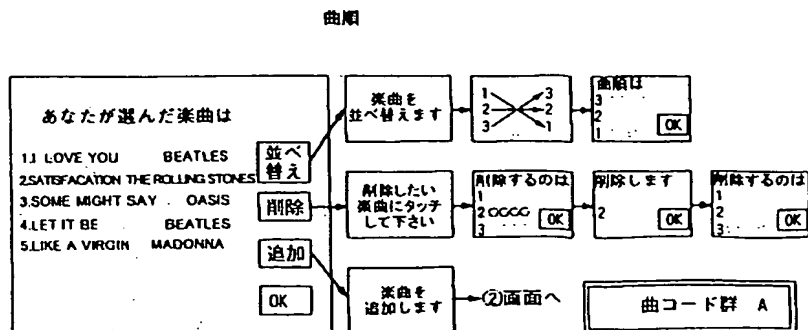 曲順
あなたが選んだ楽曲は
1.I LOVE YOU BEATLES
2.SATISFACATION THE ROLLING STONES
3.SOME MIGHT SAY . OASIS
4.LET IT BE BEATLES
5.LIKE A VIRGIN MADONNA
並べ
替え
削除
追加
OK
楽曲を
並べ替えます
1 3
2 2
3 1
曲順は
3
2
1
OK
削除したい
楽曲にタッチ
して下さい
削除するのは
1
2 ○○○○
3
OK
削除します
2
OK
削除するのは
1
2
3
OK
楽曲を
追加します
②画面へ
曲コード群 A